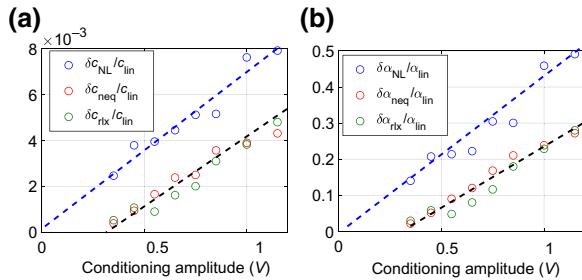 (a)
8 × 10⁻³
6
4
2
0
δc_NL/c_lin
δc_neq/c_lin
δc_rlx/c_lin
0 0.5 1
Conditioning amplitude (V)
(b)
0.5
0.4
0.3
0.2
0.1
0
δα_NL/α_lin
δα_neq/α_lin
δα_rlx/α_lin
0 0.5 1
Conditioning amplitude (V)